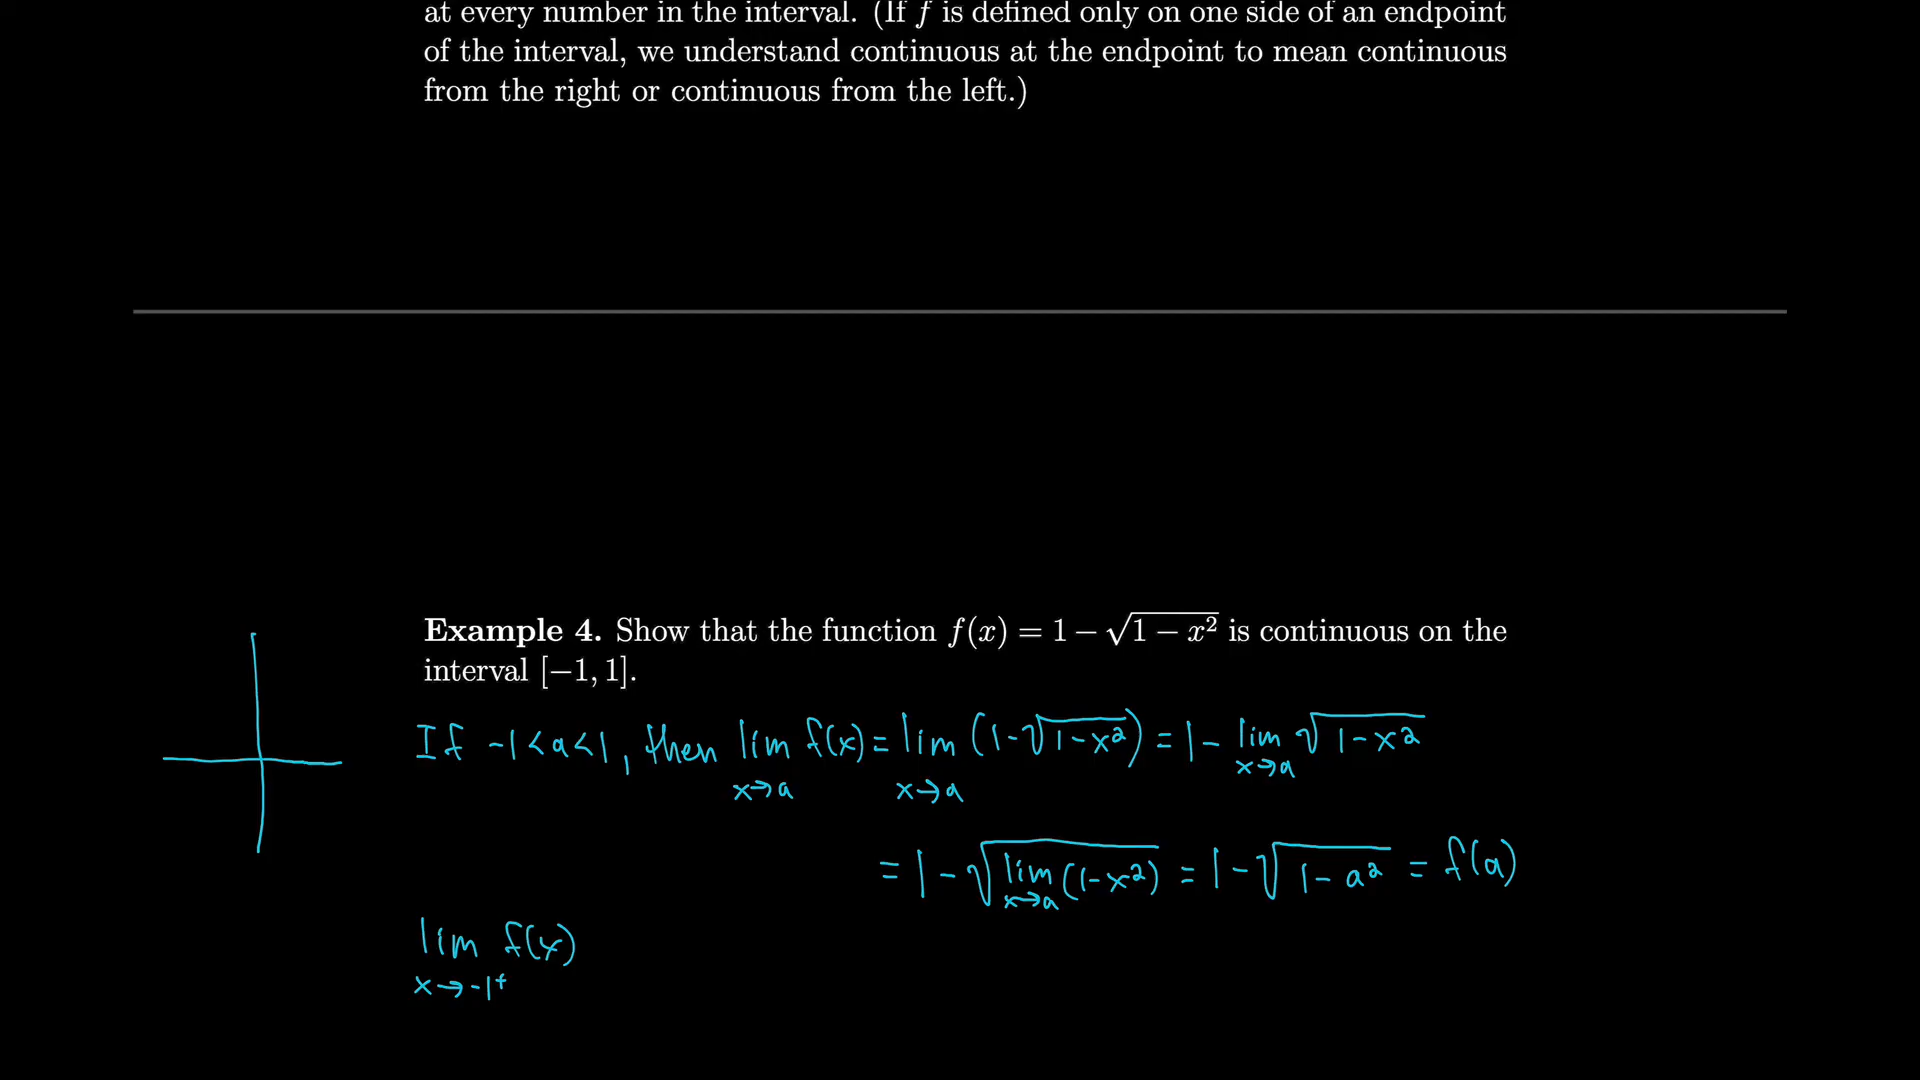 at every number in the interval. (If f is defined only on one side of an endpoint
of the interval, we understand continuous at the endpoint to mean continuous
from the right or continuous from the left.)
Example 4. Show that the function f(x) = 1 − √(1 − x²) is continuous on the
interval [−1, 1].
If -1<a<1, then lim x→a f(x) = lim x→a (1-√(1-x²)) = 1 - lim x→a √(1-x²)
= 1 - √(lim x→a (1-x²)) = 1 - √(1-a²) = f(a)
lim x→-1⁺ f(x)